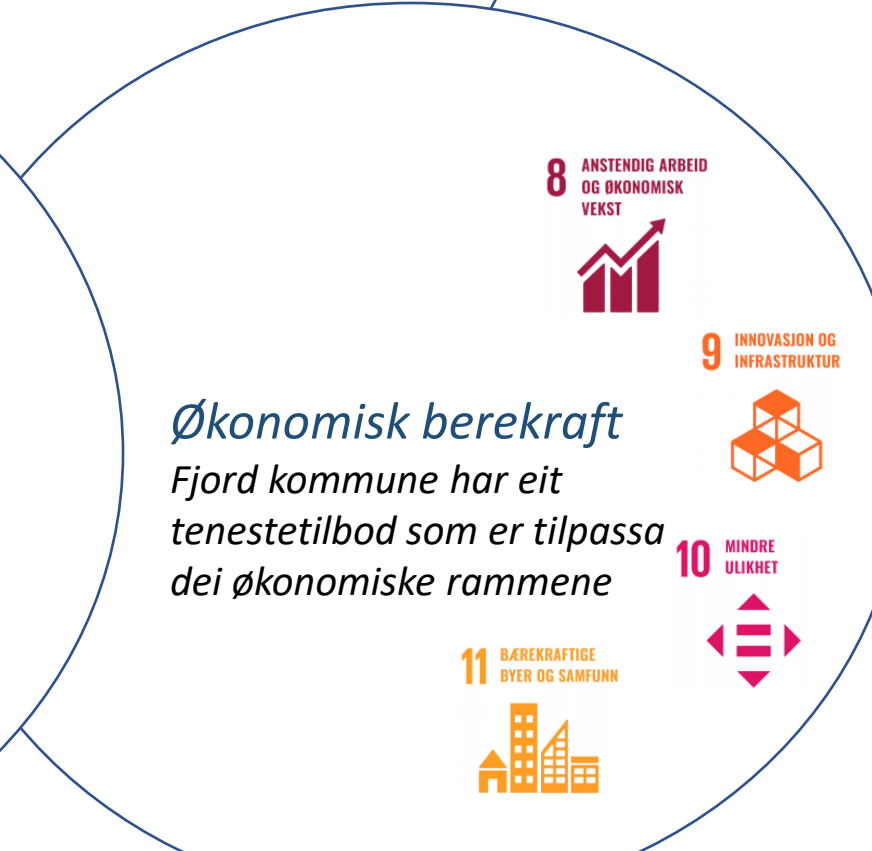 8 ANSTENDIG ARBEID
OG ØKONOMISK
VEKST
9 INNOVASJON OG
INFRASTRUKTUR
Økonomisk berekraft
Fjord kommune har eit
tenestetilbod som er tilpassa
dei økonomiske rammene
10 MINDRE
ULIKHET
11 BÆREKRAFTIGE
BYER OG SAMFUNN